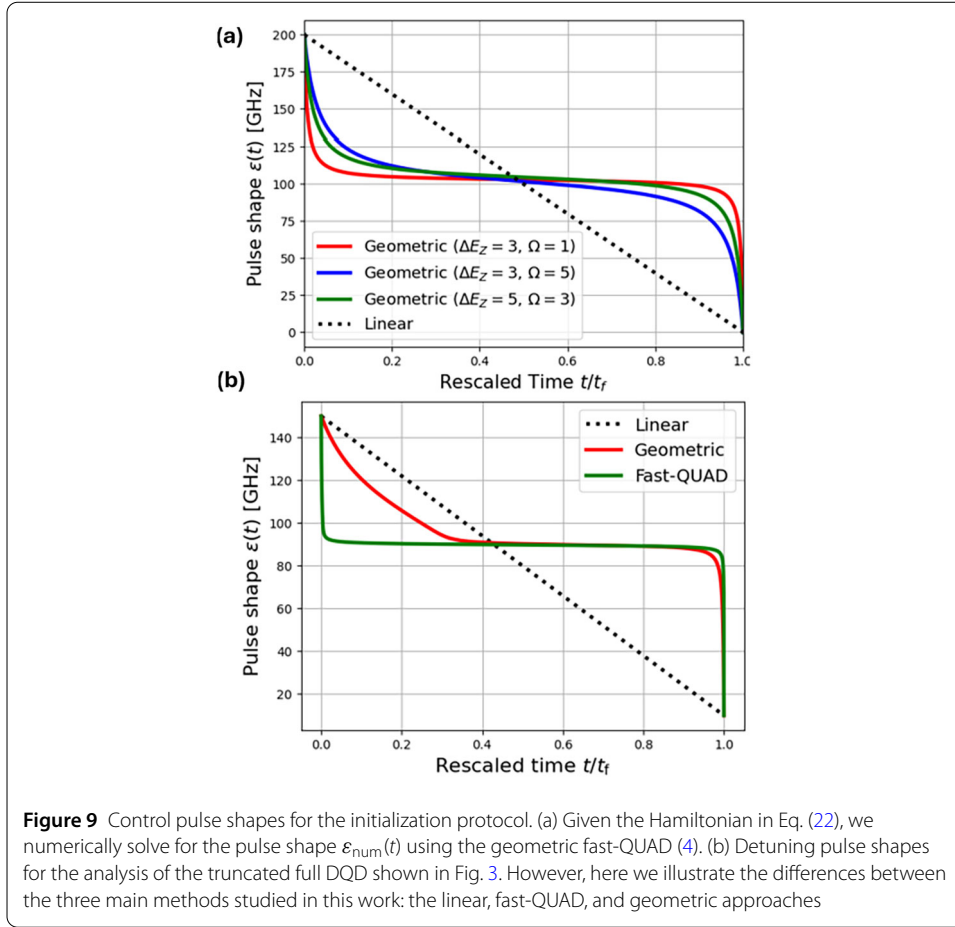 (a)
200
175
150
125
100
75
50
25
0
Pulse shape ε(t) [GHz]
Geometric (ΔE_Z = 3, Ω = 1)
Geometric (ΔE_Z = 3, Ω = 5)
Geometric (ΔE_Z = 5, Ω = 3)
Linear
0.0 0.2 0.4 0.6 0.8 1.0
Rescaled Time t/t_f
(b)
140
120
100
80
60
40
20
Pulse shape ε(t) [GHz]
Linear
Geometric
Fast-QUAD
0.0 0.2 0.4 0.6 0.8 1.0
Rescaled time t/t_f
Figure 9 Control pulse shapes for the initialization protocol. (a) Given the Hamiltonian in Eq. (22), we
numerically solve for the pulse shape ε_num(t) using the geometric fast-QUAD (4). (b) Detuning pulse shapes
for the analysis of the truncated full DQD shown in Fig. 3. However, here we illustrate the differences between
the three main methods studied in this work: the linear, fast-QUAD, and geometric approaches